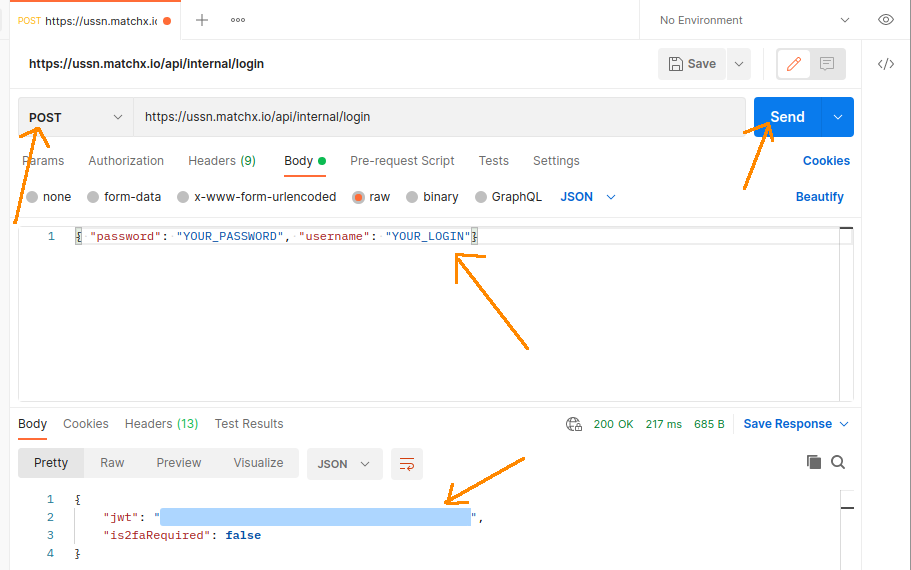 POST https://ussn.matchx.io
No Environment
https://ussn.matchx.io/api/internal/login
Save
POST https://ussn.matchx.io/api/internal/login Send
Params Authorization Headers (9) Body Pre-request Script Tests Settings Cookies
none form-data x-www-form-urlencoded raw binary GraphQL JSON Beautify
1 { "password": "YOUR_PASSWORD", "username": "YOUR_LOGIN"}
Body Cookies Headers (13) Test Results 200 OK 217 ms 685 B Save Response
Pretty Raw Preview Visualize JSON
1 {
2 "jwt": "",
3 "is2faRequired": false
4 }